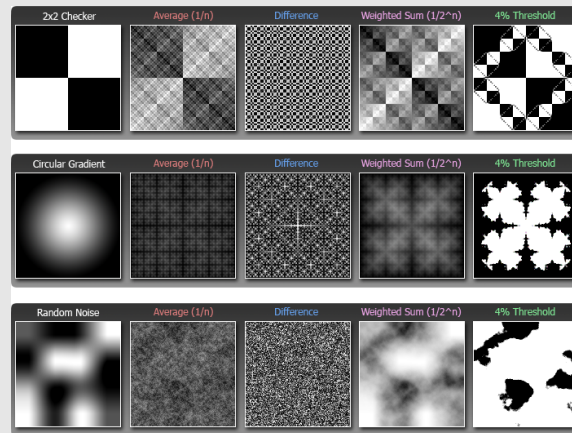 2x2 Checker Average (1/n) Difference Weighted Sum (1/2^n) 4% Threshold
Circular Gradient Average (1/n) Difference Weighted Sum (1/2^n) 4% Threshold
Random Noise Average (1/n) Difference Weighted Sum (1/2^n) 4% Threshold